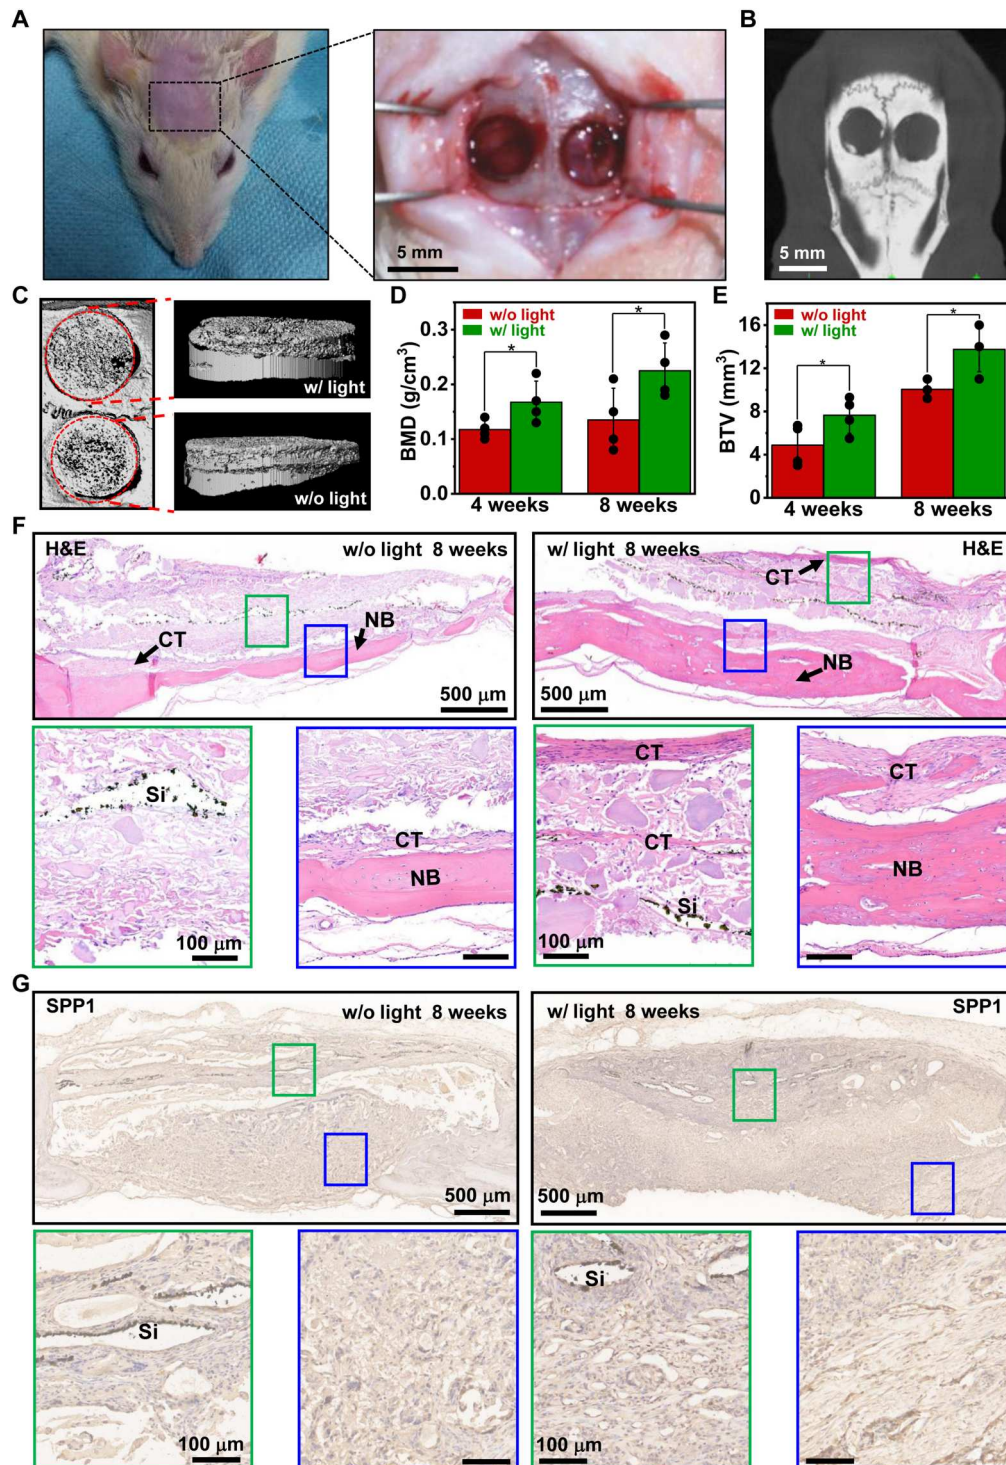 A
5 mm
B
5 mm
C
w/ light
w/o light
D
w/o light
w/ light
BMD (g/cm³)
0.3
0.2
0.1
0.0
*
*
4 weeks
8 weeks
E
w/o light
w/ light
BTV (mm³)
16
12
8
4
0
*
*
4 weeks
8 weeks
F
H&E
w/o light 8 weeks
CT
NB
500 μm
w/ light 8 weeks
H&E
CT
NB
500 μm
Si
100 μm
CT
NB
CT
CT
Si
100 μm
CT
NB
G
SPP1
w/o light 8 weeks
500 μm
w/ light 8 weeks
SPP1
500 μm
Si
100 μm
Si
100 μm